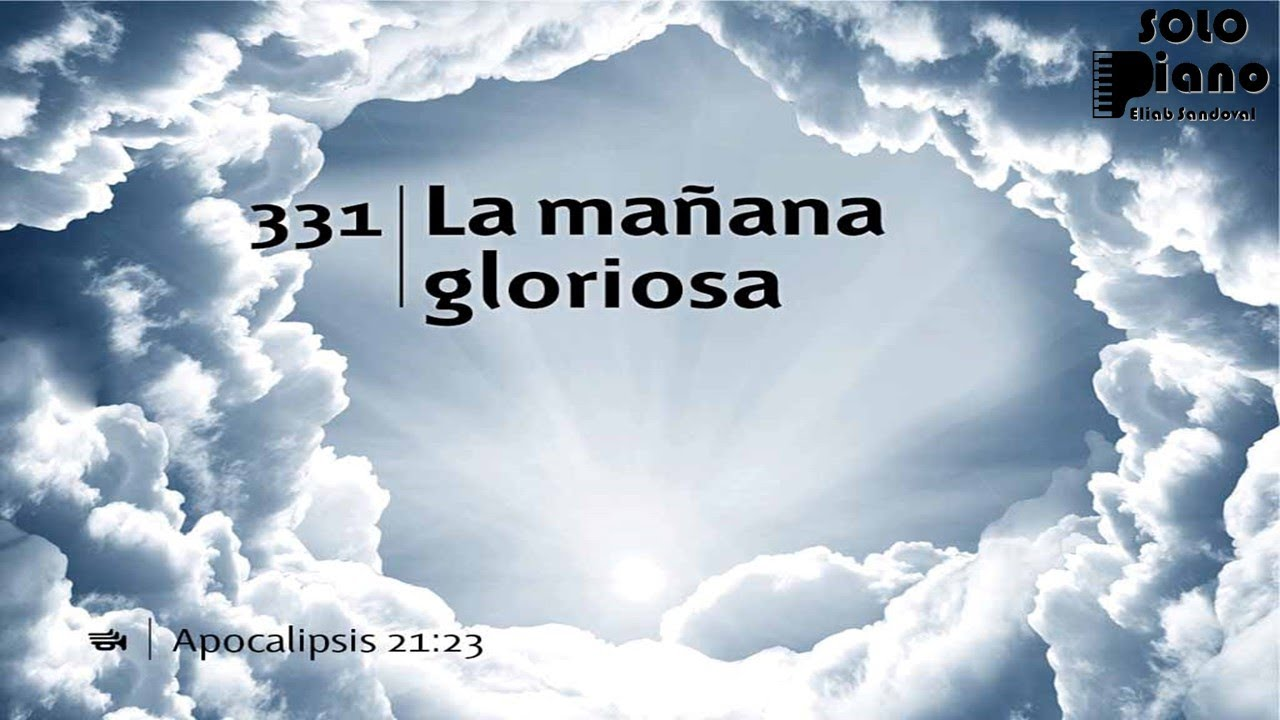 SOLO
Piano
Eliab Sandoval
331 La mañana
gloriosa
Apocalipsis 21:23